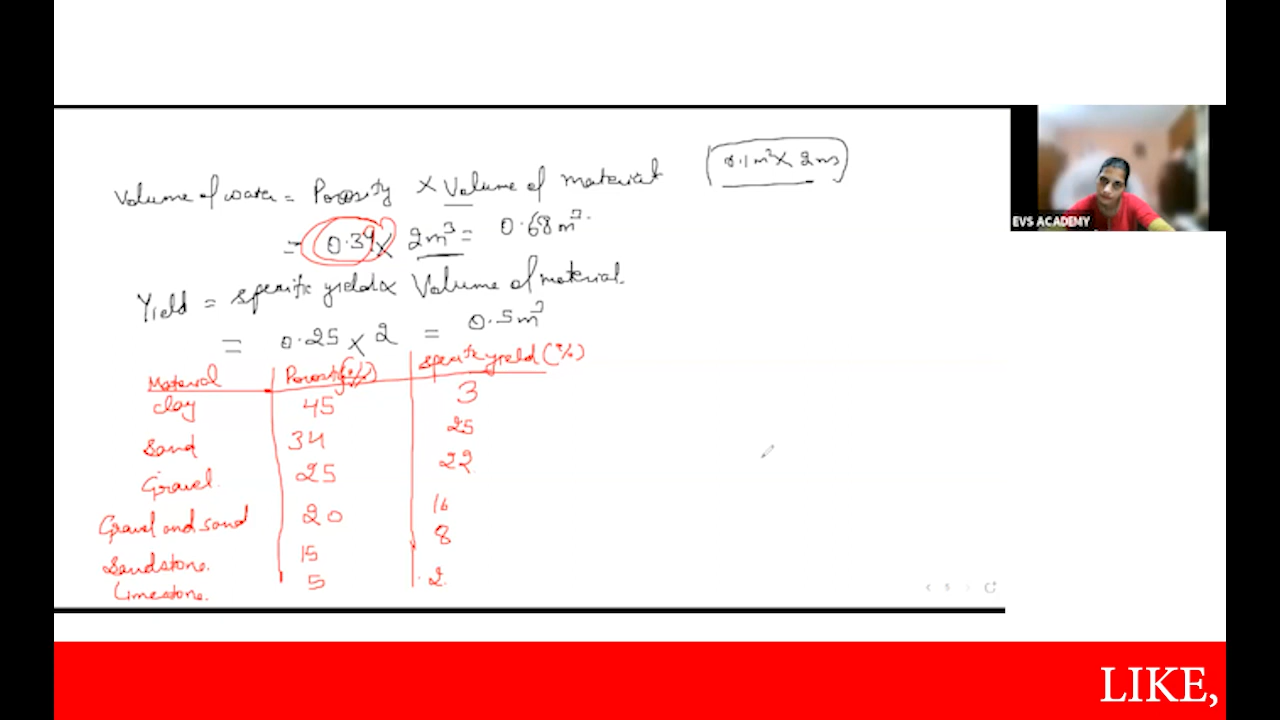 Volume of water = Porosity × Volume of material
0.1m² × 2m
= 0.34 × 2m³ = 0.68m³.
Yield = specific yield × Volume of material.
= 0.25 × 2 = 0.5m³
Material Porosity(%) specific yield (%)
clay 45 3
Sand 34 25
Gravel. 25 22
Gravel and sand 20 16
Sandstone. 15 8
Limestone. 5 2.
EVS ACADEMY
LIKE,